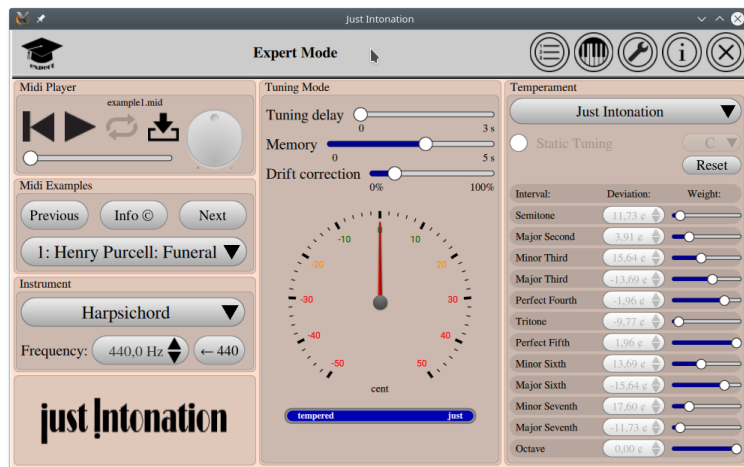 Just Intonation
expert
Expert Mode
Midi Player
example1.mid
Midi Examples
Previous
Info ©
Next
1: Henry Purcell: Funeral
Instrument
Harpsichord
Frequency:
440,0 Hz
← 440
just Intonation
Tuning Mode
Tuning delay
0 3 s
Memory
0 5 s
Drift correction
0% 100%
0
-10 10
-20 20
-30 30
-40 40
-50 50
cent
tempered just
Temperament
Just Intonation
Static Tuning C
Reset
Interval: Deviation: Weight:
Semitone 11,73 ¢
Major Second 3,91 ¢
Minor Third 15,64 ¢
Major Third -13,69 ¢
Perfect Fourth -1,96 ¢
Tritone -9,77 ¢
Perfect Fifth 1,96 ¢
Minor Sixth 13,69 ¢
Major Sixth -15,64 ¢
Minor Seventh 17,60 ¢
Major Seventh -11,73 ¢
Octave 0,00 ¢